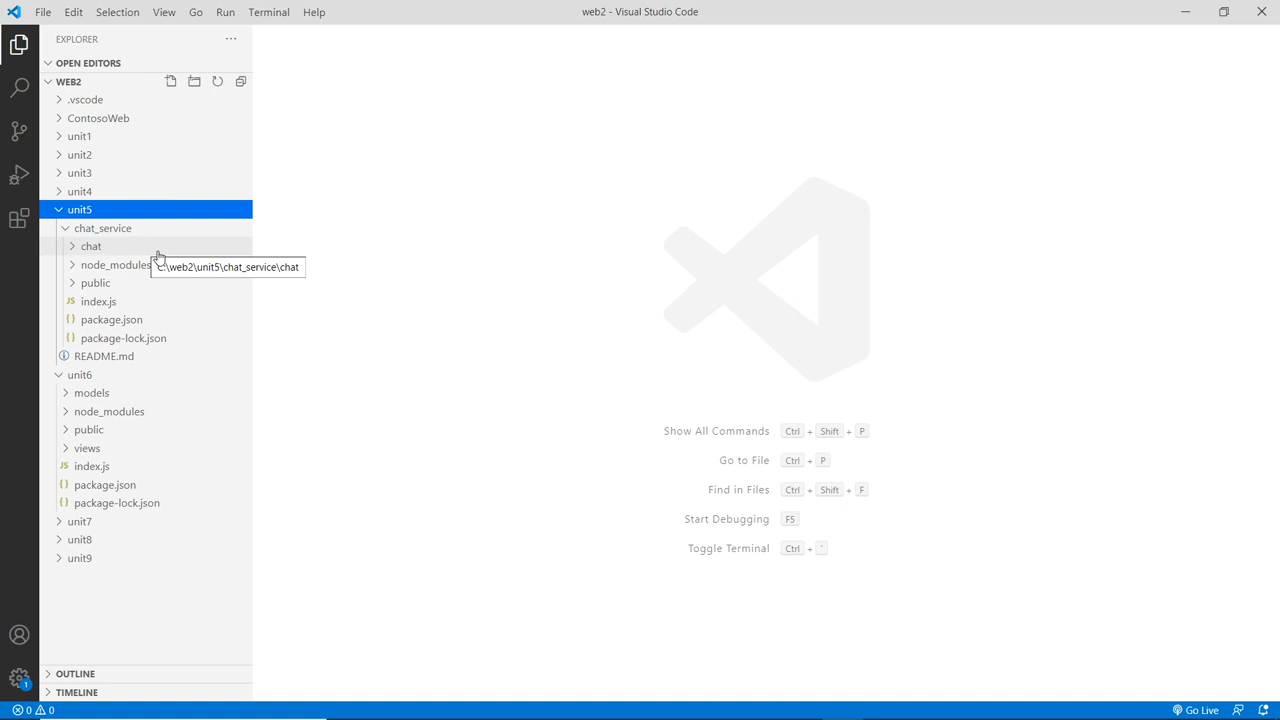 File Edit Selection View Go Run Terminal Help
web2 - Visual Studio Code
EXPLORER
OPEN EDITORS
WEB2
.vscode
ContosoWeb
unit1
unit2
unit3
unit4
unit5
chat_service
chat
node_modules
C:\web2\unit5\chat_service\chat
public
JS index.js
{} package.json
{} package-lock.json
README.md
unit6
models
node_modules
public
views
JS index.js
{} package.json
{} package-lock.json
unit7
unit8
unit9
Show All Commands Ctrl + Shift + P
Go to File Ctrl + P
Find in Files Ctrl + Shift + F
Start Debugging F5
Toggle Terminal Ctrl + `
OUTLINE
1
TIMELINE
0 0
Go Live